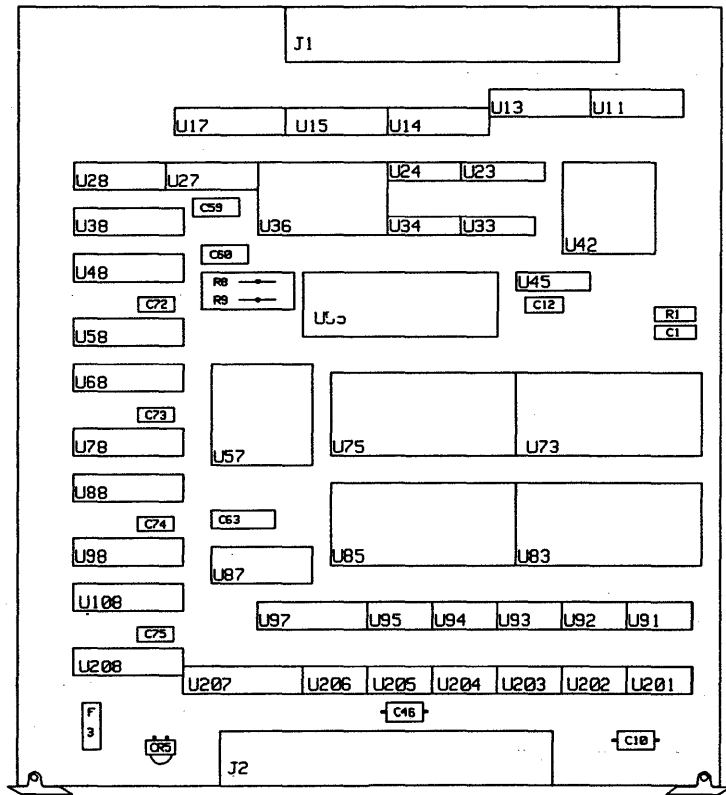 J1
U13 U11
U17 U15 U14
U28 U27 U24 U23
C59
U38 U36 U34 U33
U42
C60
U48 R8 U45
R9
C72 C12
R1
U58
C1
U68
C73
U78 U57 U75 U73
U88
C63
C74
U98 U87 U85 U83
U108
U97 U95 U94 U93 U92 U91
C75
U208
U207 U206 U205 U204 U203 U202 U201
F
3
C46
CR5 C10
J2